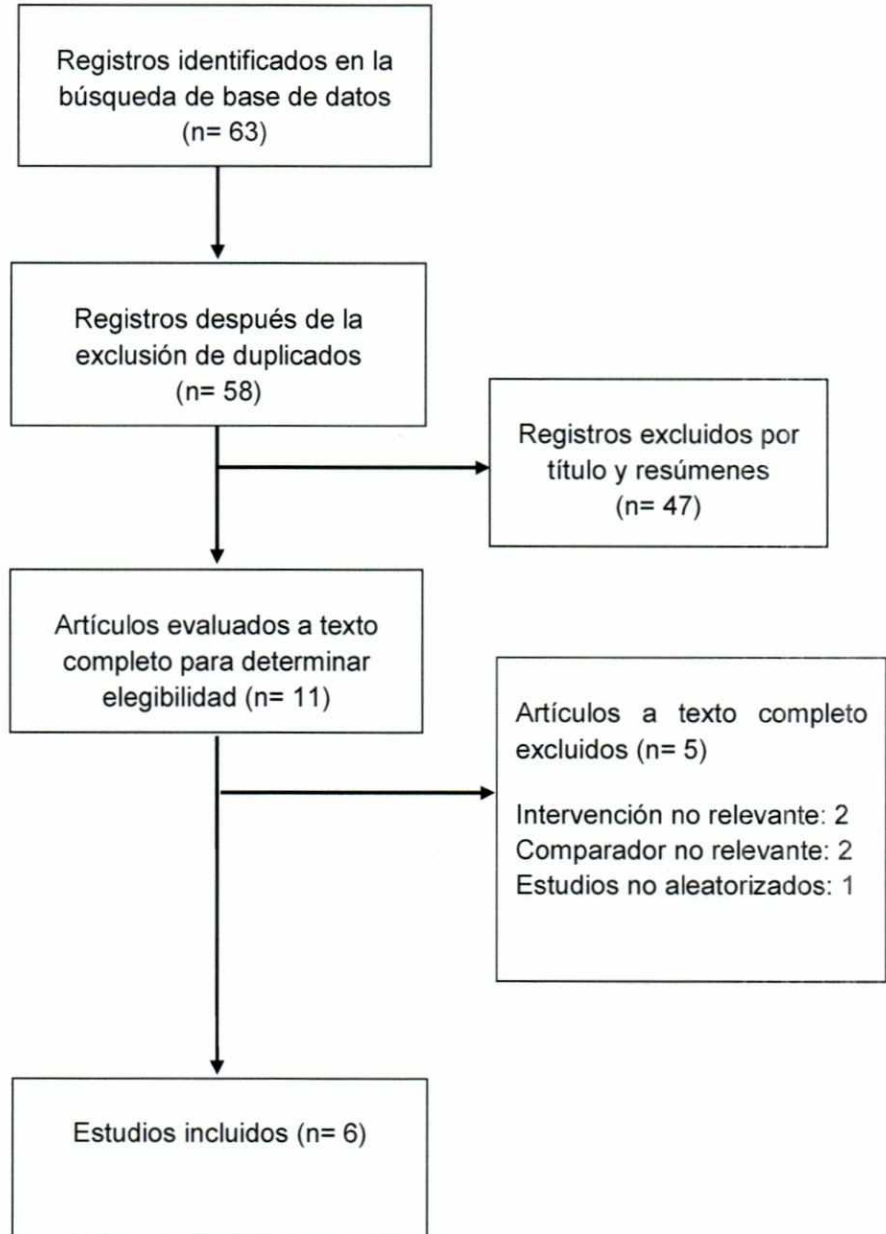 Registros identificados en la
búsqueda de base de datos
(n= 63)
Registros después de la
exclusión de duplicados
(n= 58)
Registros excluidos por
título y resúmenes
(n= 47)
Artículos evaluados a texto
completo para determinar
elegibilidad (n= 11)
Artículos a texto completo
excluidos (n= 5)
Intervención no relevante: 2
Comparador no relevante: 2
Estudios no aleatorizados: 1
Estudios incluidos (n= 6)